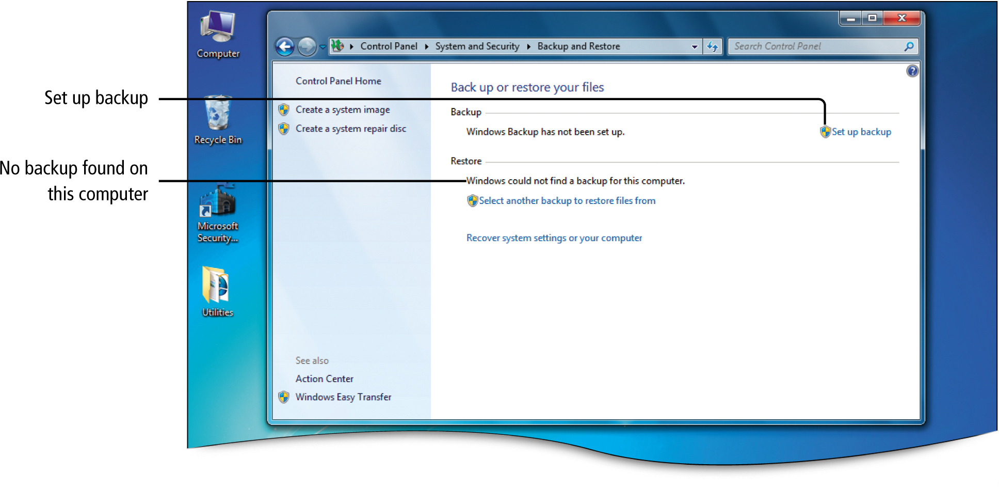 Set up backup
No backup found on
this computer
Computer
Recycle Bin
Microsoft
Security...
Utilities
Control Panel
System and Security
Backup and Restore
Search Control Panel
Control Panel Home
Create a system image
Create a system repair disc
See also
Action Center
Windows Easy Transfer
Back up or restore your files
Backup
Windows Backup has not been set up.
Set up backup
Restore
Windows could not find a backup for this computer.
Select another backup to restore files from
Recover system settings or your computer